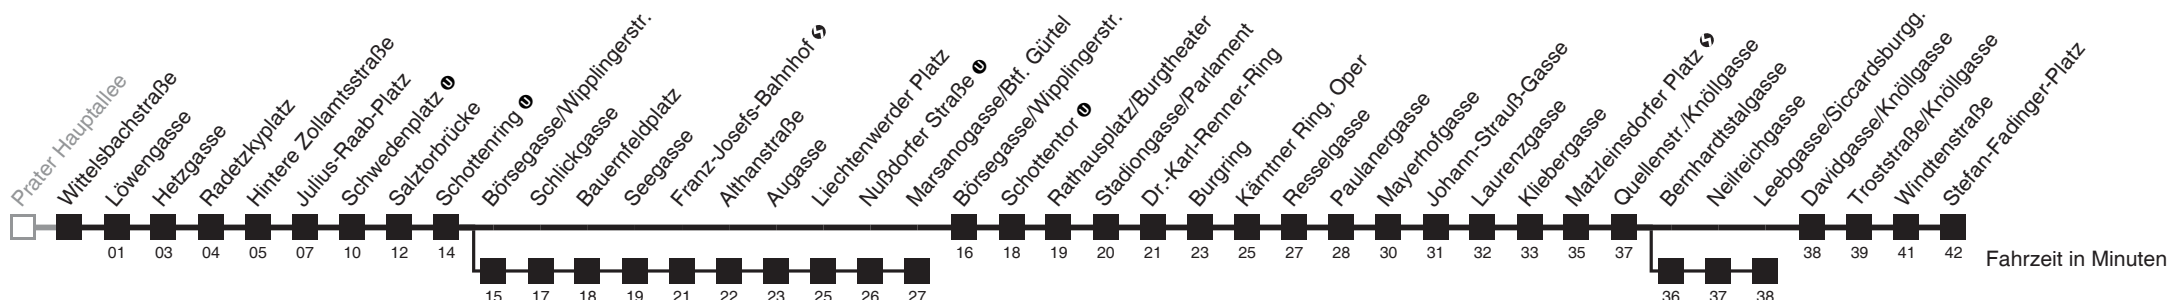 Prater Hauptallee
Wittelsbachstraße
Löwengasse
Hetzgasse
Radetzkyplatz
Hintere Zollamtsstraße
Julius-Raab-Platz
Schwedenplatz U
Salztorbrücke
Schottenring U
Börsegasse/Wipplingerstr.
Schlickgasse
Bauernfeldplatz
Seegasse
Franz-Josefs-Bahnhof
Althanstraße
Augasse
Liechtenwerder Platz
Nußdorfer Straße U
Marsanogasse/Btf. Gürtel
Börsegasse/Wipplingerstr.
Schottentor U
Rathausplatz/Burgtheater
Stadiongasse/Parlament
Dr.-Karl-Renner-Ring
Burgring
Kärntner Ring, Oper
Resselgasse
Paulanergasse
Mayerhofgasse
Johann-Strauß-Gasse
Laurenzgasse
Kliebergasse
Matzleinsdorfer Platz
Quellenstr./Knöllgasse
Bernhardtstalgasse
Neilreichgasse
Leebgasse/Siccardsburgg.
Davidgasse/Knöllgasse
Troststraße/Knöllgasse
Windtenstraße
Stefan-Fadinger-Platz
01 03 04 05 07 10 12 14 16 18 19 20 21 23 25 27 28 30 31 32 33 35 37 38 39 41 42
Fahrzeit in Minuten
15 17 18 19 21 22 23 25 26 27 36 37 38